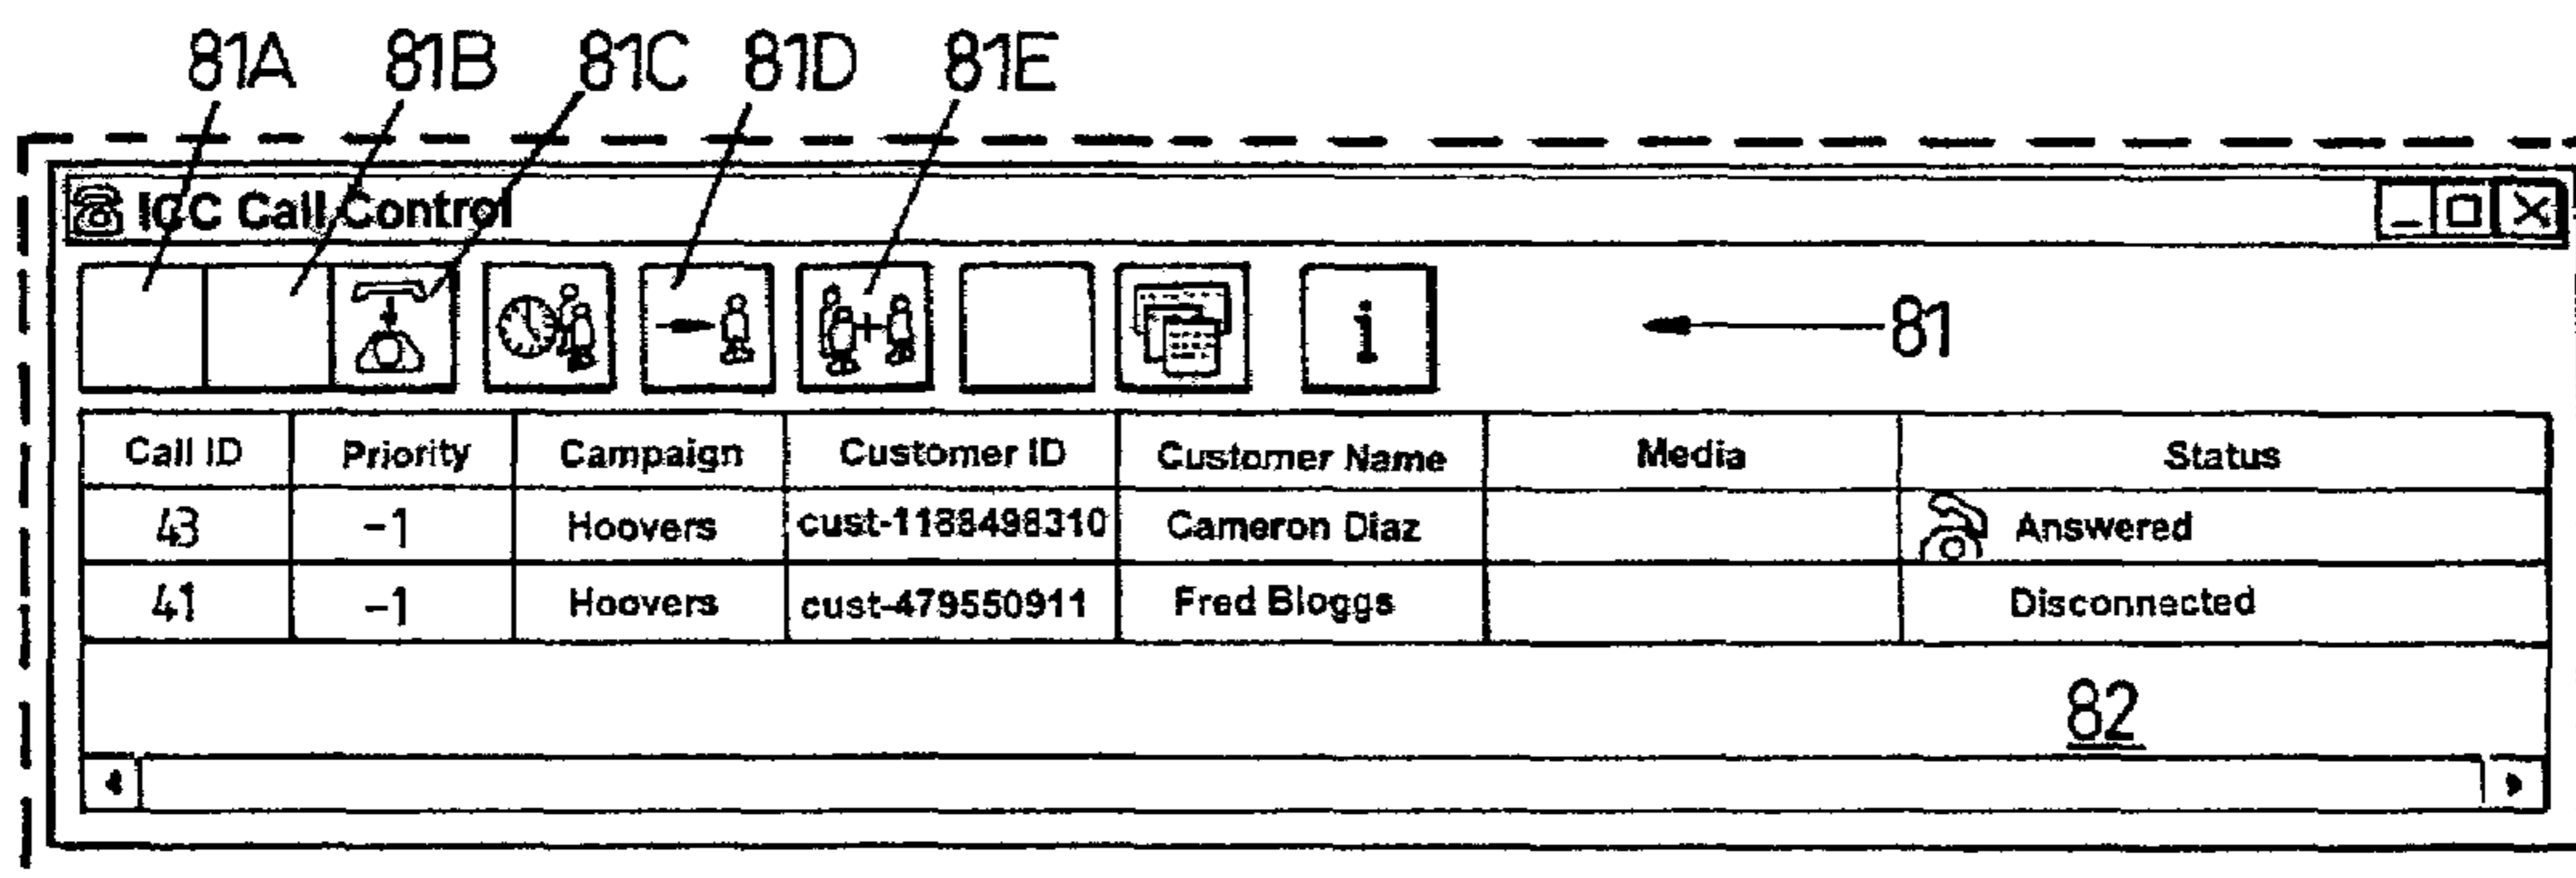 81A 81B 81C 81D 81E
ICC Call Control
i
81
Call ID Priority Campaign Customer ID Customer Name Media Status
43 -1 Hoovers cust-1188498310 Cameron Diaz Answered
41 -1 Hoovers cust-479550911 Fred Bloggs Disconnected
82